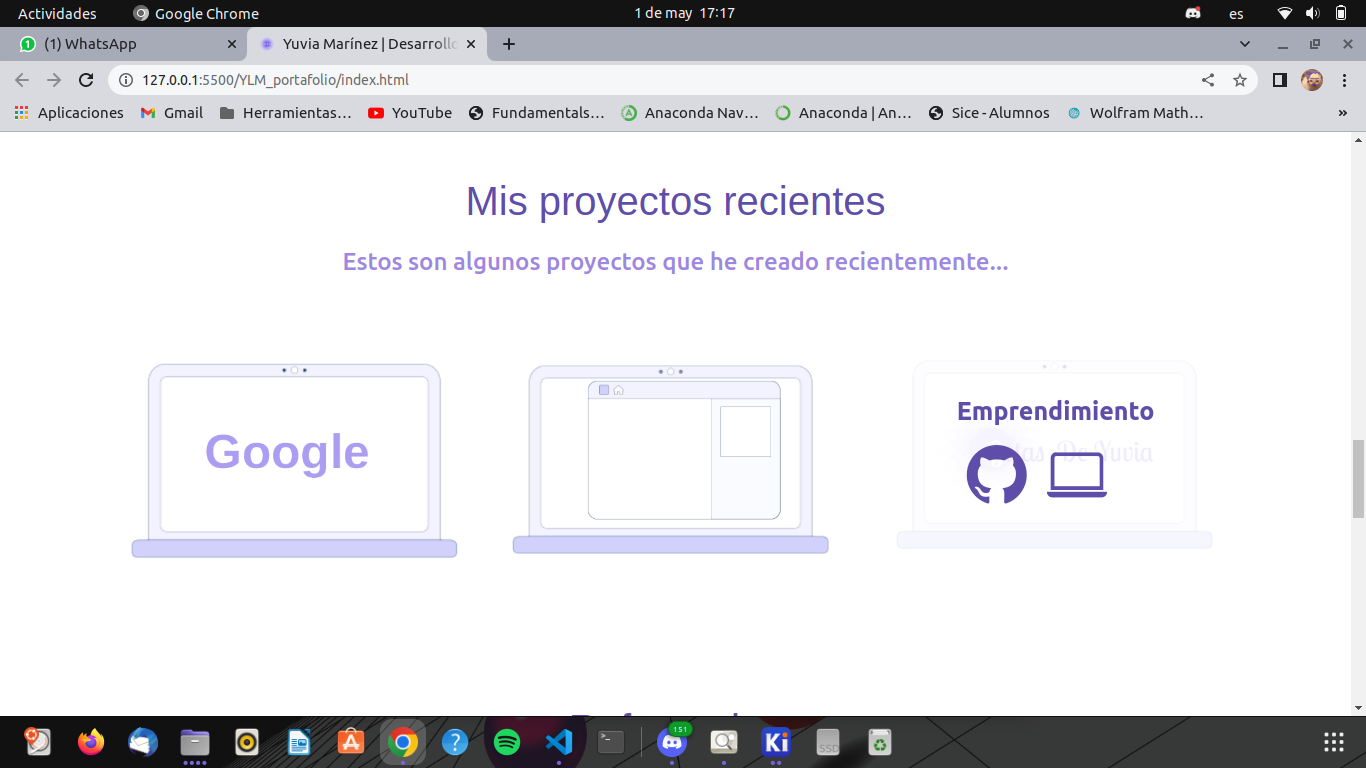 Actividades
Google Chrome
1 de may 17:17
es
(1) WhatsApp
Yuvia Marínez | Desarrollo
127.0.0.1:5500/YLM_portafolio/index.html
Aplicaciones
Gmail
Herramientas...
YouTube
Fundamentals...
Anaconda Nav...
Anaconda | An...
Sice - Alumnos
Wolfram Math...
»
Mis proyectos recientes
Estos son algunos proyectos que he creado recientemente...
Google
Emprendimiento
De Yuvia
151
SSD
Ki